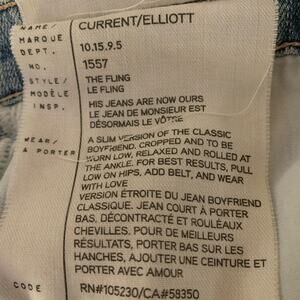 NAME/ CURRENT/ELLIOTT
MARQUE
DEPT. 10.15.9.5
NO. 1557
STYLE/ THE FLING
MODÈLE LE FLING
INSP. HIS JEANS ARE NOW OURS
LE JEAN DE MONSIEUR EST
DÉSORMAIS LE VÔTRE
WEAR/ A SLIM VERSION OF THE CLASSIC
A PORTER BOYFRIEND. CROPPED AND TO BE
WORN LOW, RELAXED AND ROLLED AT
THE ANKLE. FOR BEST RESULTS, PULL
LOW ON HIPS, ADD BELT, AND WEAR
WITH LOVE
VERSION ÉTROITE DU JEAN BOYFRIEND
CLASSIQUE. JEAN COURT À PORTER
BAS, DÉCONTRACTÉ ET ROULÉAUX
CHEVILLES. POUR DE MEILLEURS
RÉSULTATS, PORTER BAS SUR LES
HANCHES, AJOUTER UNE CEINTURE ET
PORTER AVEC AMOUR
CODE RN#105230/CA#58350